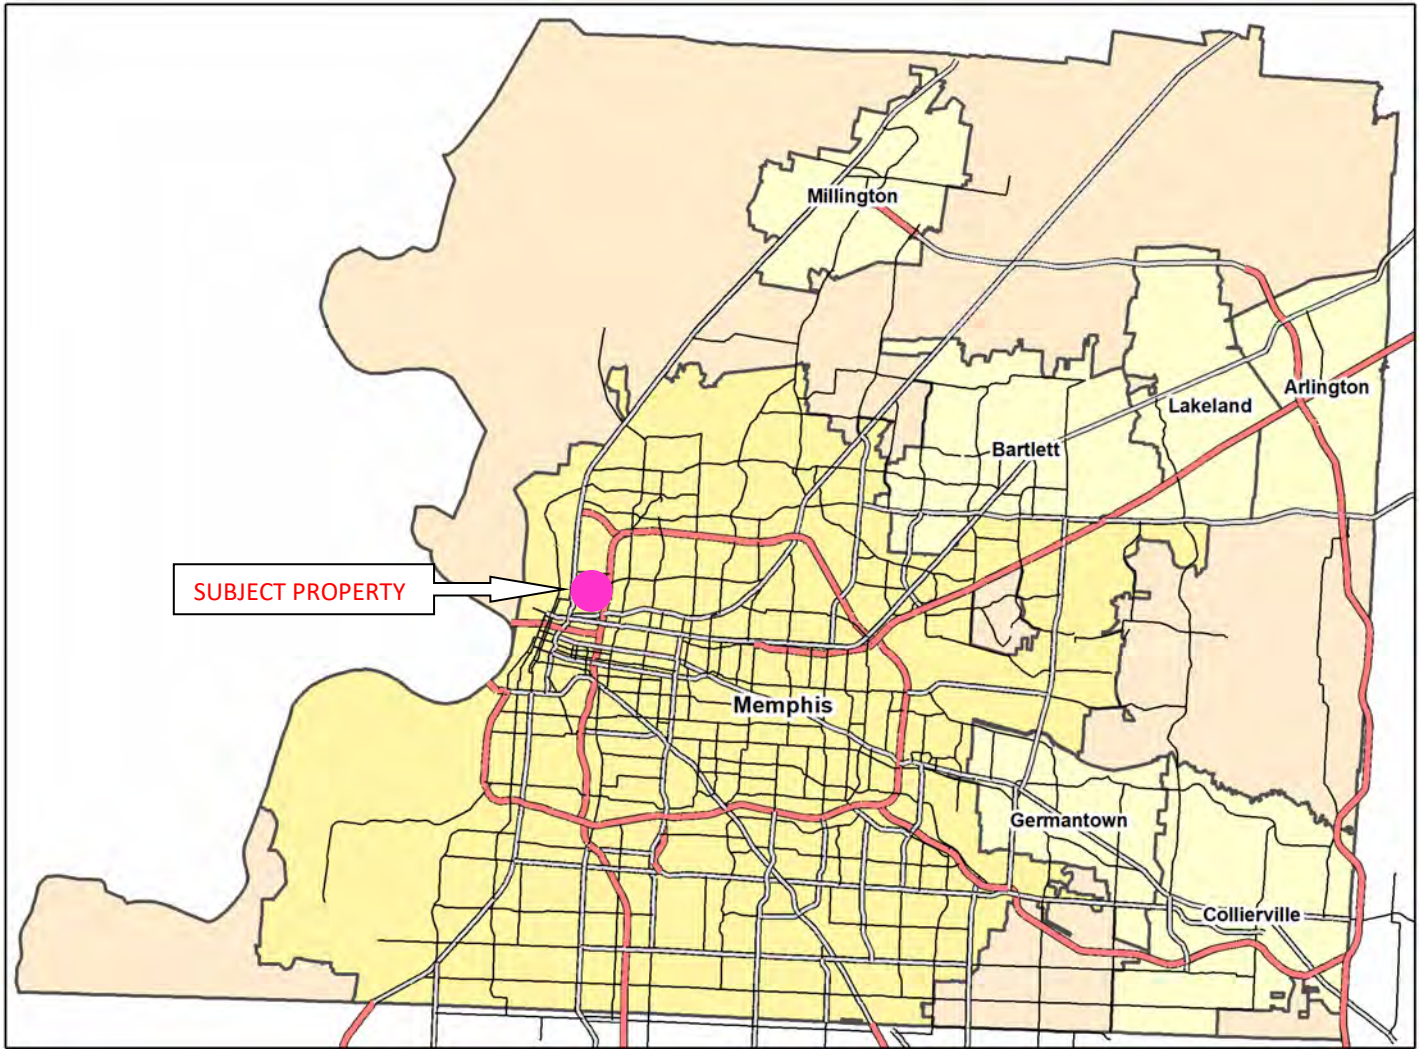 Millington
Arlington
Lakeland
Bartlett
SUBJECT PROPERTY
Memphis
Germantown
Collierville